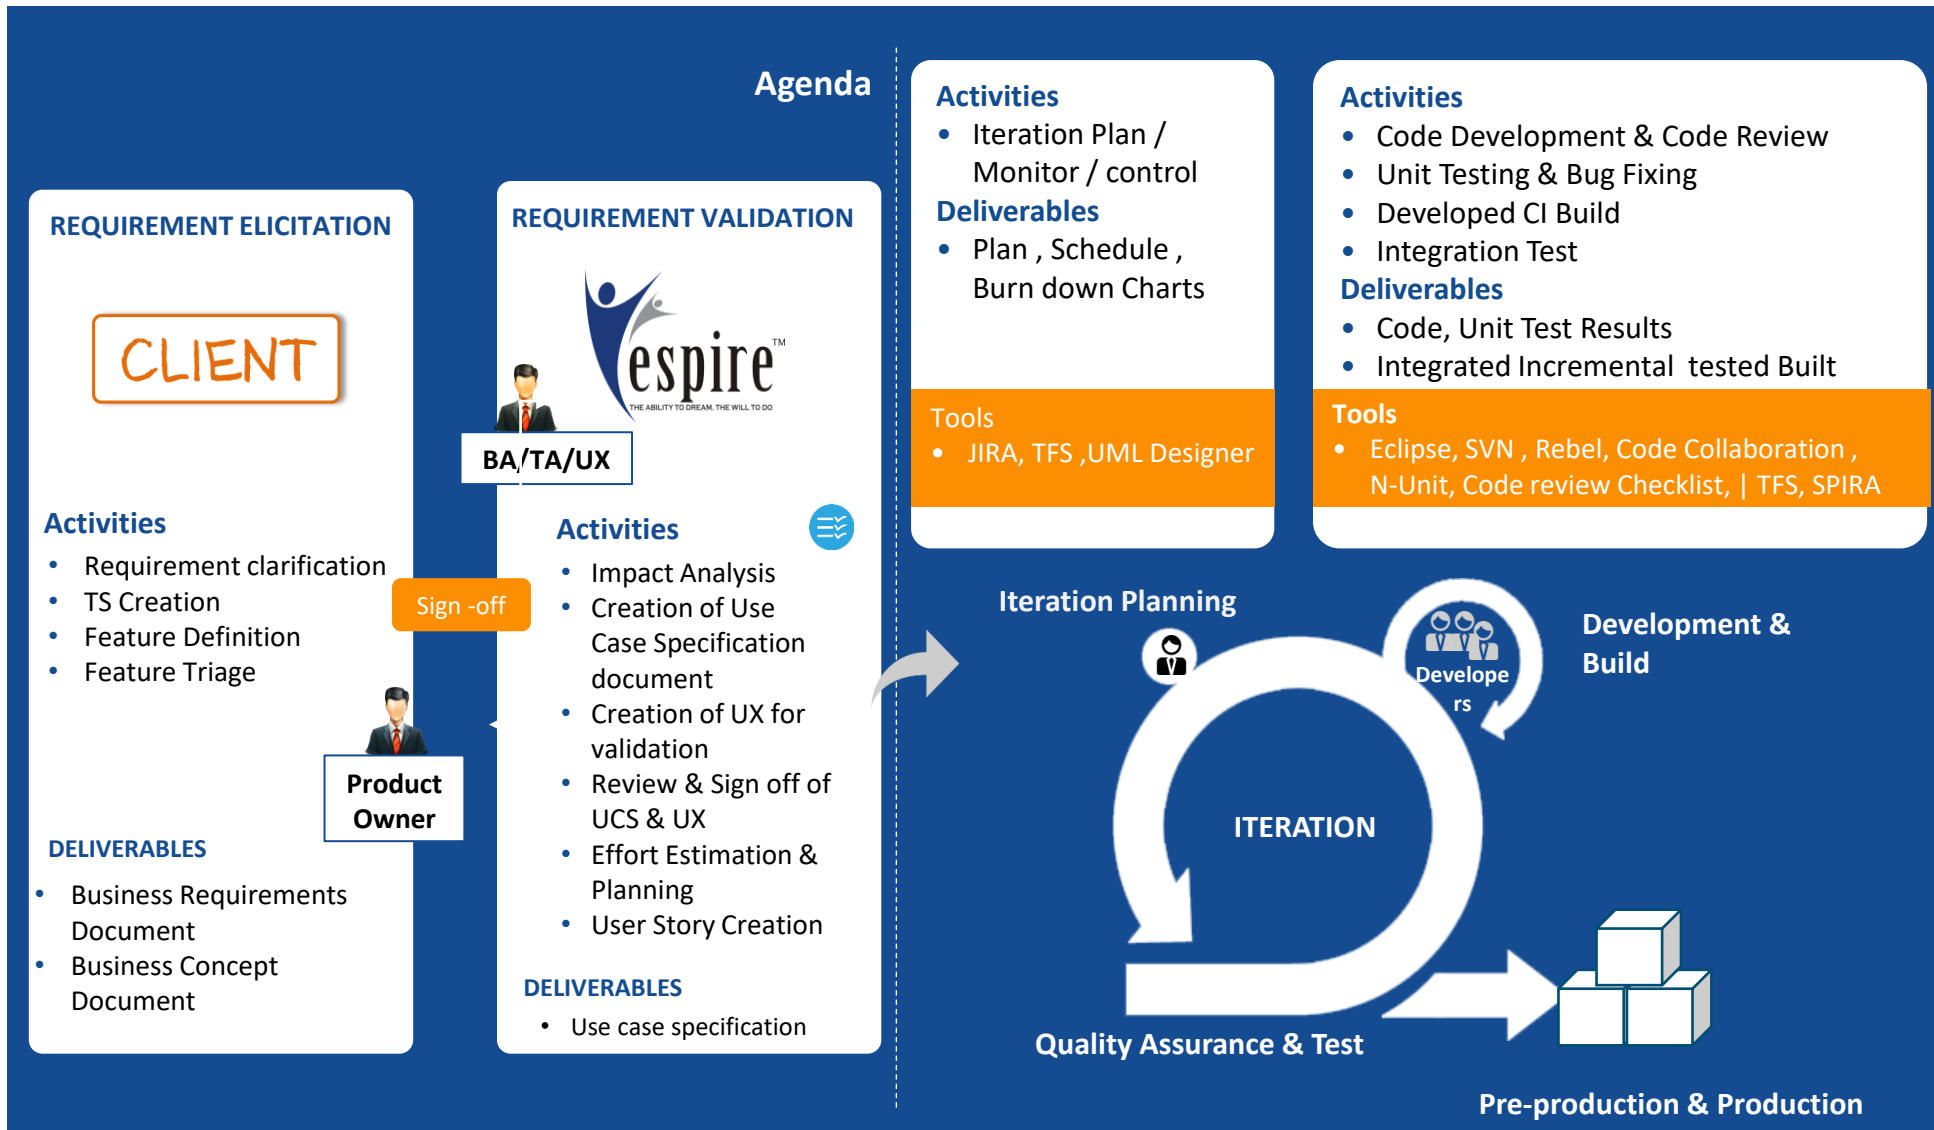 Agenda
REQUIREMENT ELICITATION
CLIENT
Activities
• Requirement clarification
• TS Creation
• Feature Definition
• Feature Triage
Sign -off
Product
Owner
DELIVERABLES
• Business Requirements
Document
• Business Concept
Document
REQUIREMENT VALIDATION
espire™
THE ABILITY TO DREAM. THE WILL TO DO
BA/TA/UX
Activities
• Impact Analysis
• Creation of Use
Case Specification
document
• Creation of UX for
validation
• Review & Sign off of
UCS & UX
• Effort Estimation &
Planning
• User Story Creation
DELIVERABLES
• Use case specification
Activities
• Iteration Plan /
Monitor / control
Deliverables
• Plan , Schedule ,
Burn down Charts
Tools
• JIRA, TFS ,UML Designer
Activities
• Code Development & Code Review
• Unit Testing & Bug Fixing
• Developed CI Build
• Integration Test
Deliverables
• Code, Unit Test Results
• Integrated Incremental  tested Built
Tools
• Eclipse, SVN , Rebel, Code Collaboration ,
N-Unit, Code review Checklist, | TFS, SPIRA
Iteration Planning
Develope
rs
Development &
Build
ITERATION
Quality Assurance & Test
Pre-production & Production